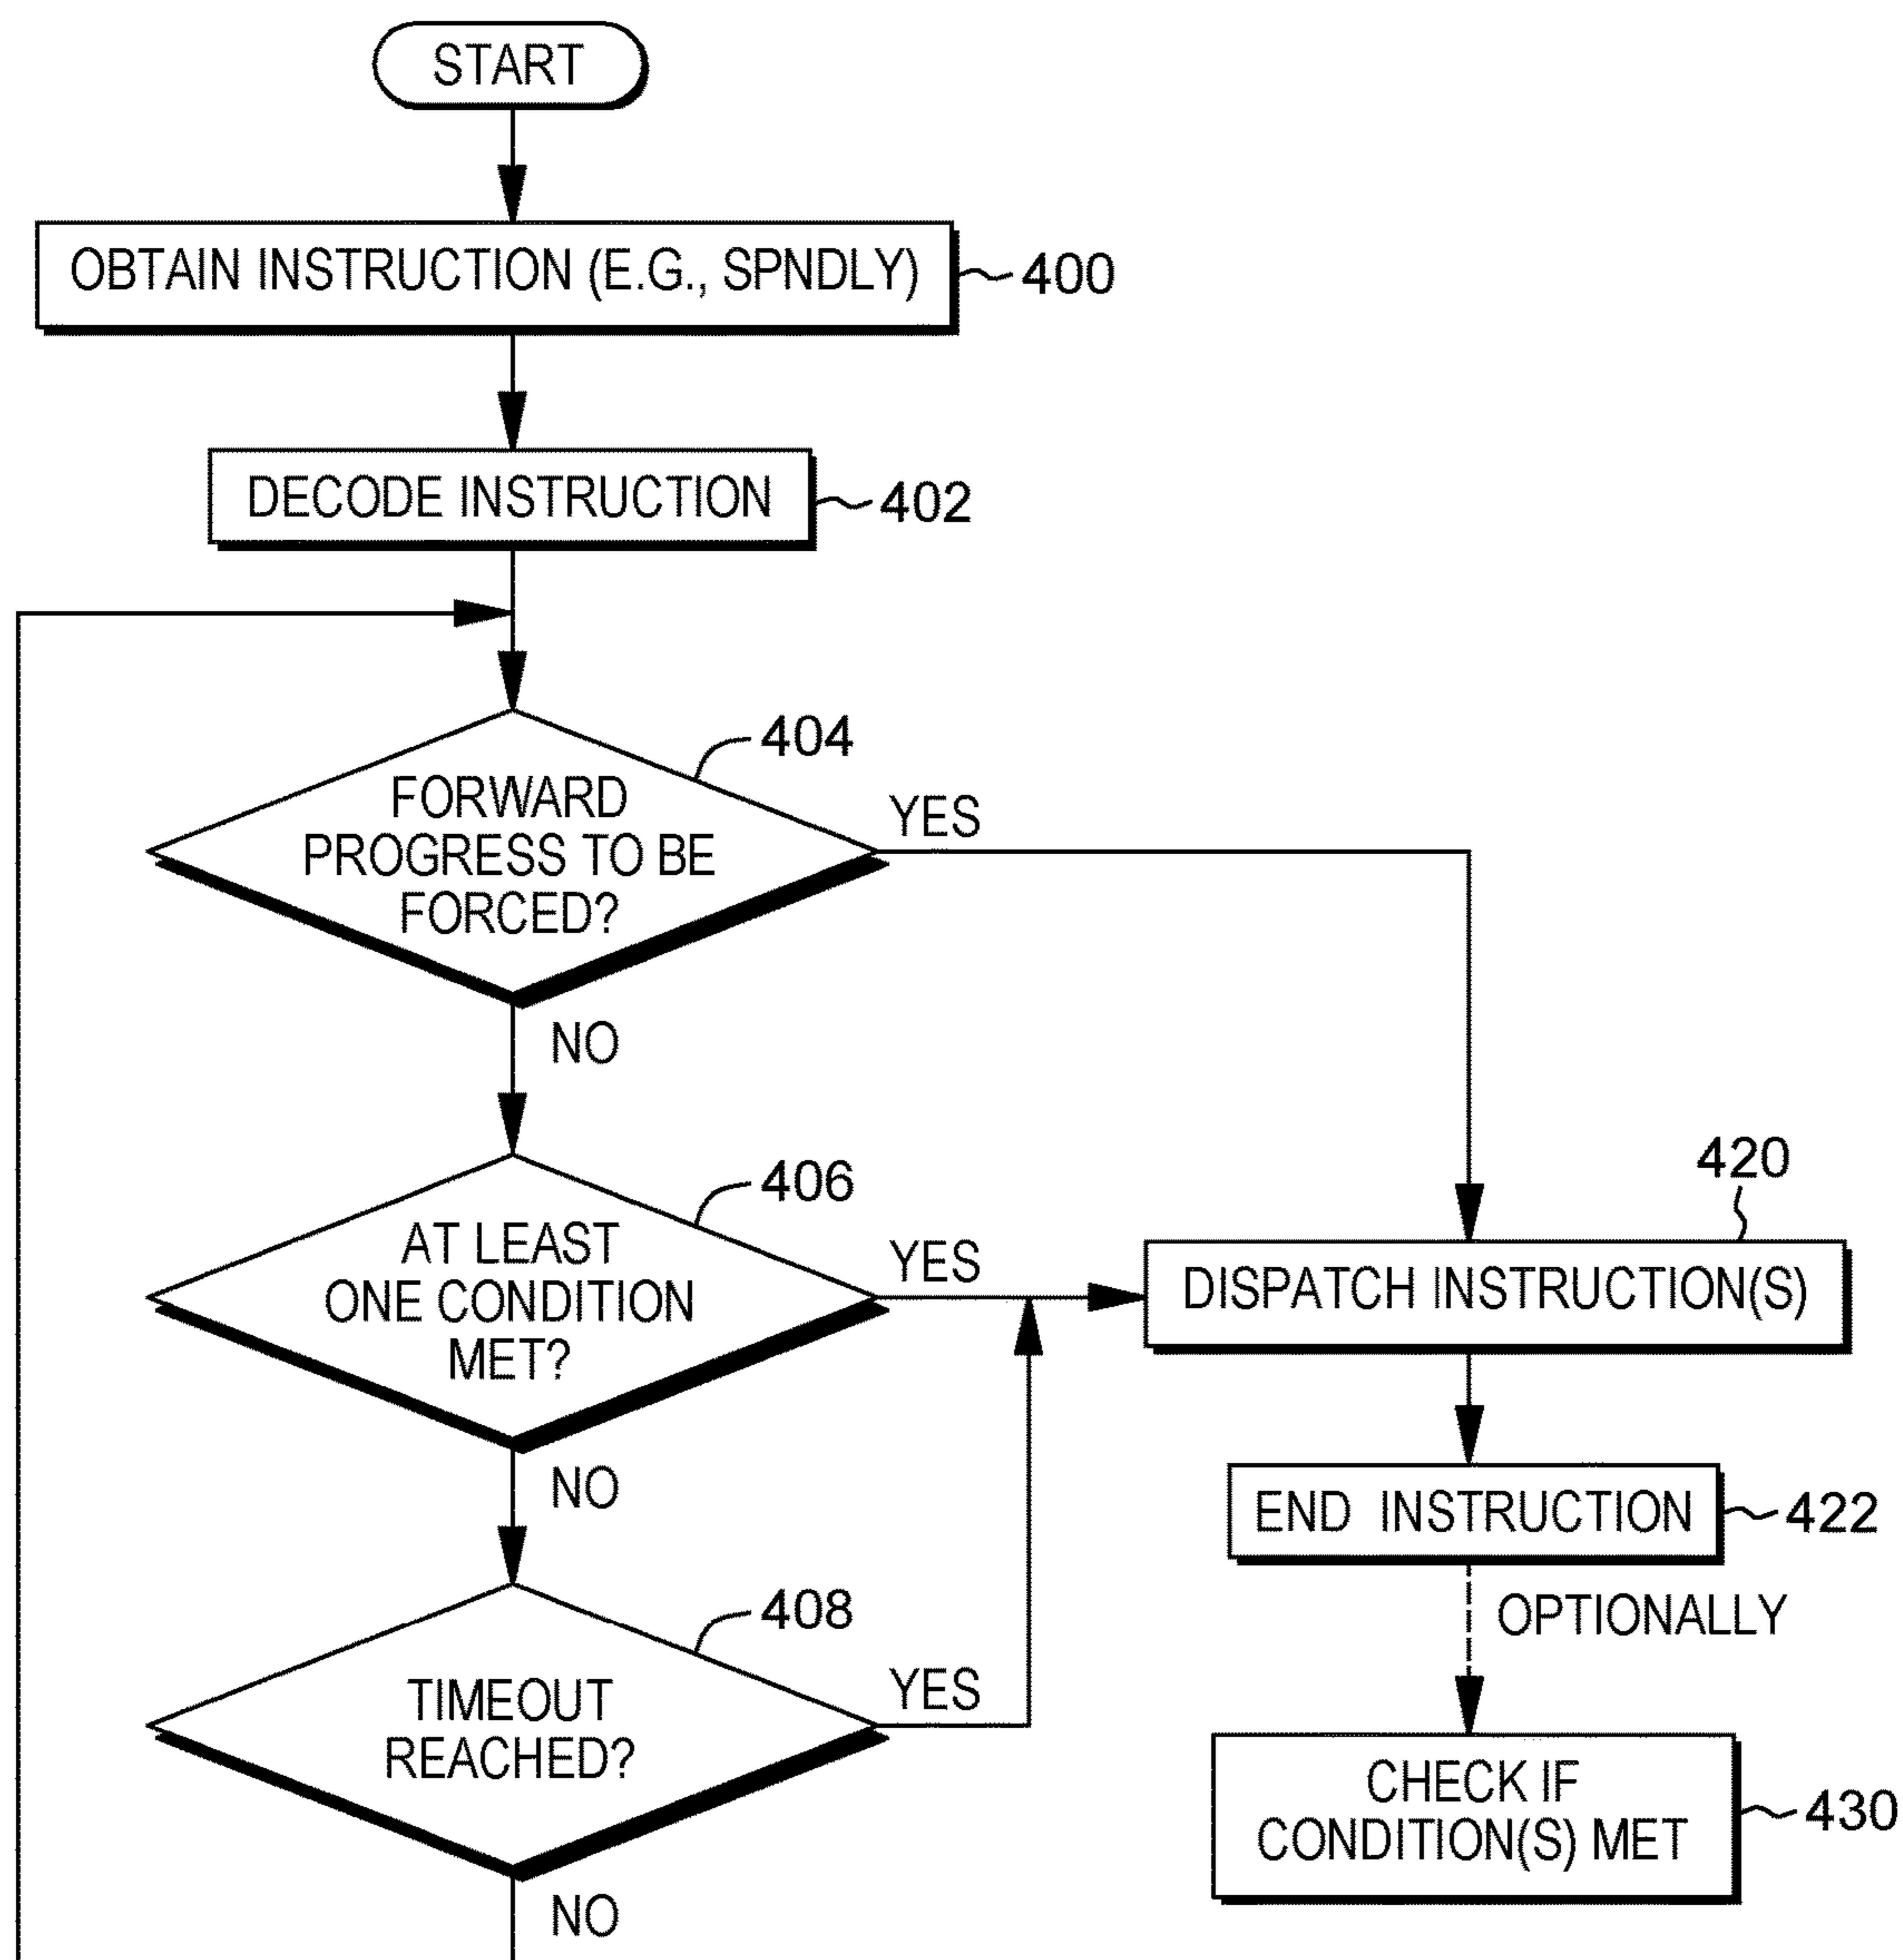 START
OBTAIN INSTRUCTION (E.G., SPNDLY)
400
DECODE INSTRUCTION
402
404
FORWARD
PROGRESS TO BE
FORCED?
YES
NO
406
AT LEAST
ONE CONDITION
MET?
YES
NO
408
TIMEOUT
REACHED?
YES
NO
420
DISPATCH INSTRUCTION(S)
END INSTRUCTION
422
OPTIONALLY
CHECK IF
CONDITION(S) MET
430